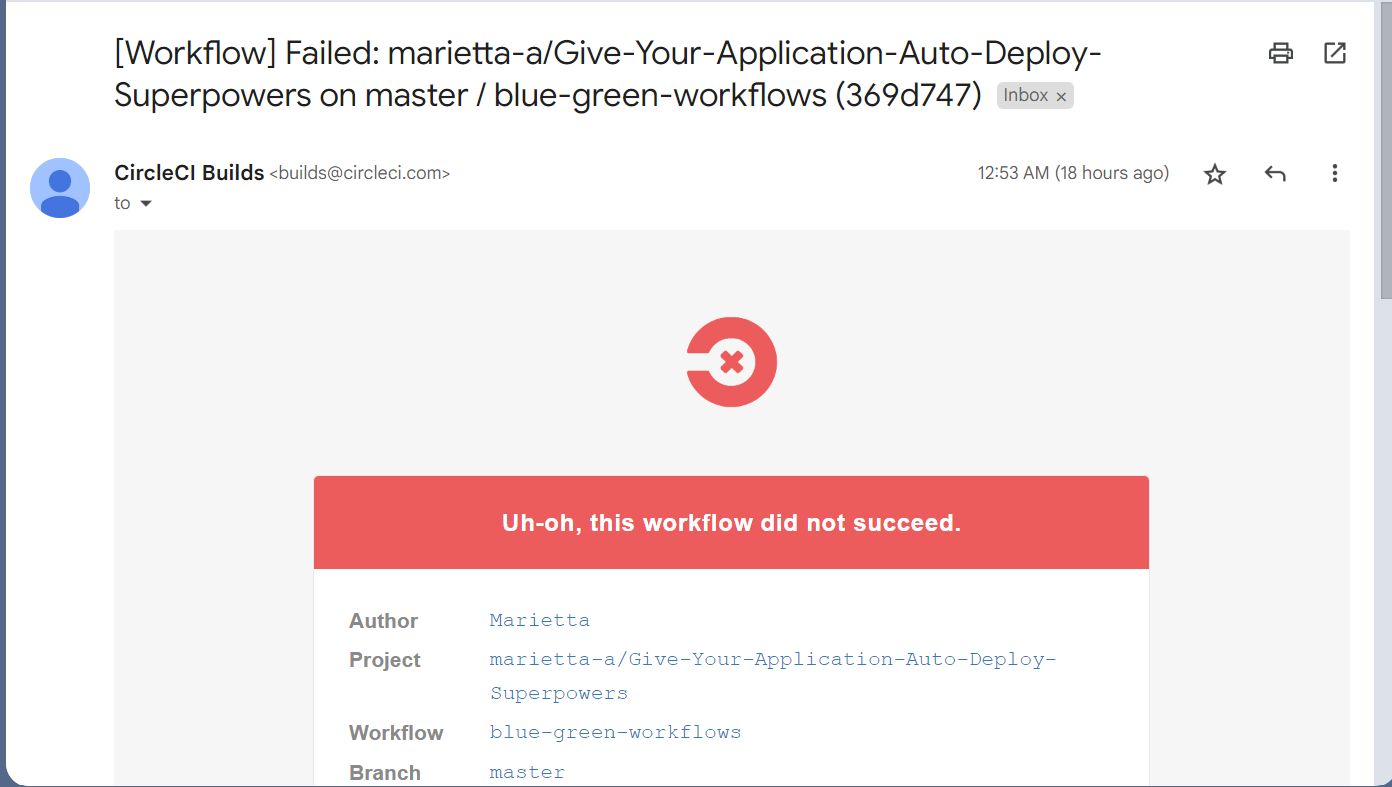 [Workflow] Failed: marietta-a/Give-Your-Application-Auto-Deploy-
Superpowers on master / blue-green-workflows (369d747) Inbox ×
CircleCI Builds <builds@circleci.com> 12:53 AM (18 hours ago)
to
Uh-oh, this workflow did not succeed.
Author Marietta
Project marietta-a/Give-Your-Application-Auto-Deploy-
Superpowers
Workflow blue-green-workflows
Branch master